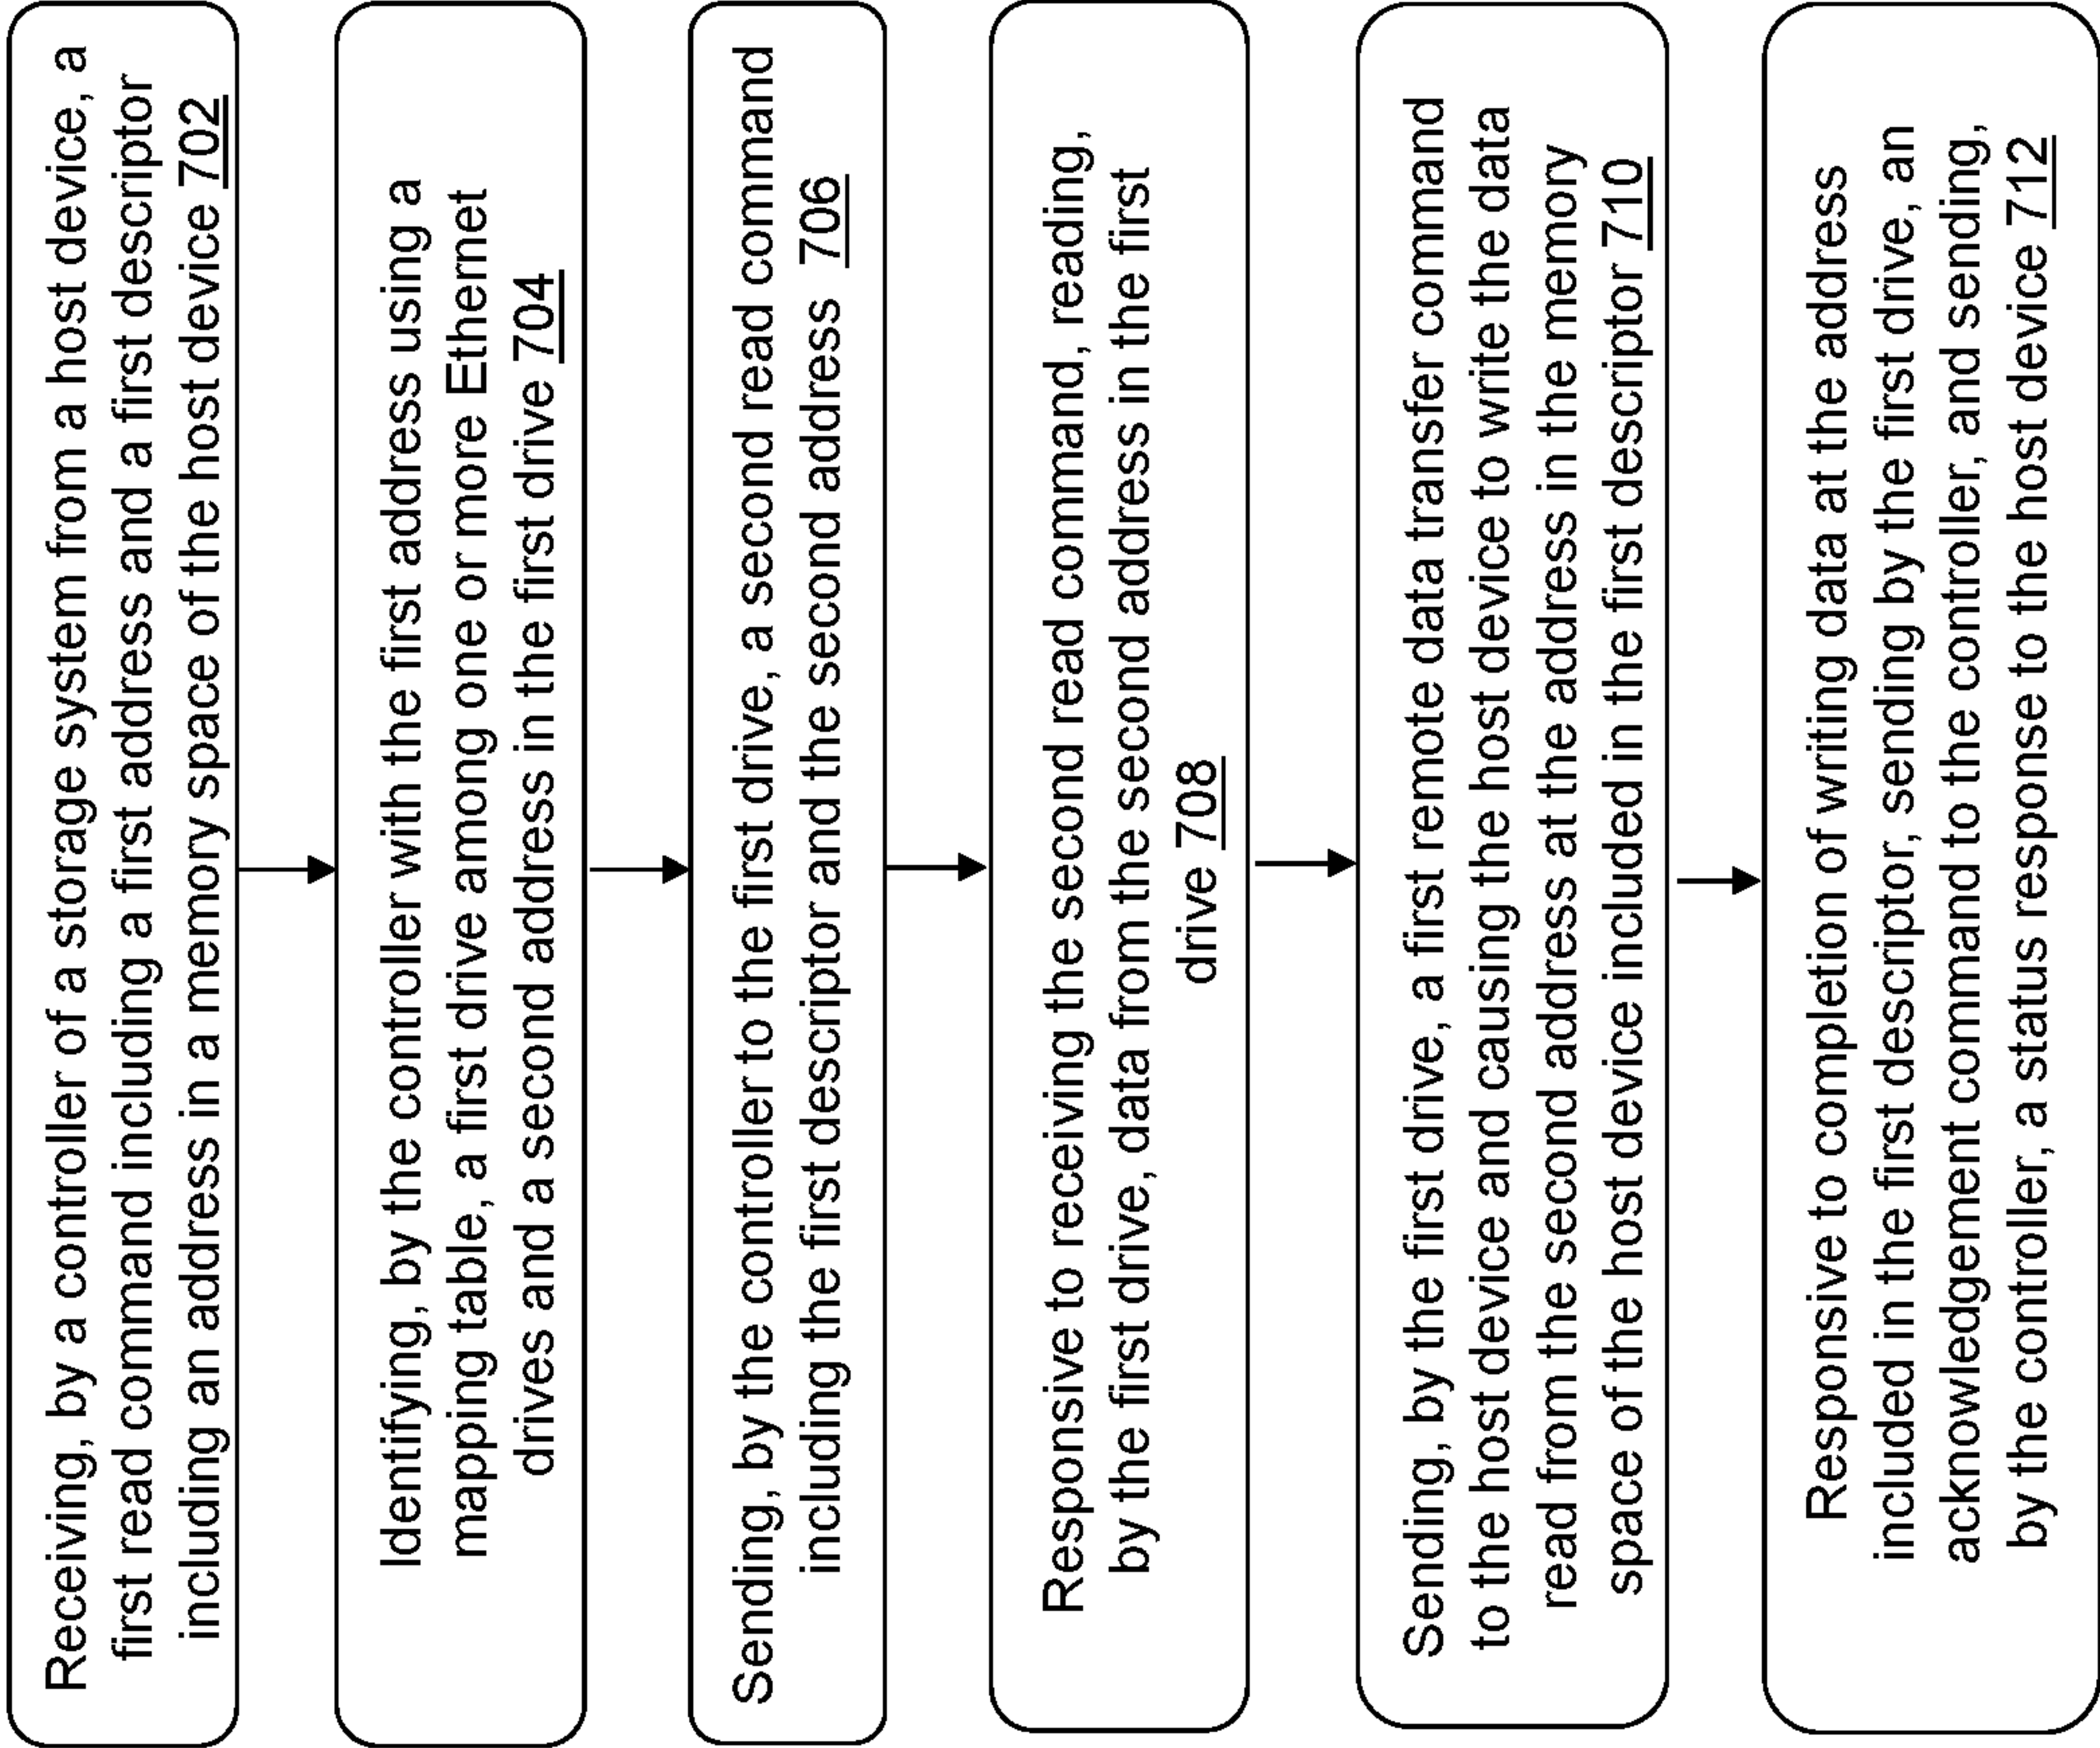 Receiving, by a controller of a storage system from a host device, a
first read command including a first address and a first descriptor
including an address in a memory space of the host device 702
Identifying, by the controller with the first address using a
mapping table, a first drive among one or more Ethernet
drives and a second address in the first drive 704
Sending, by the controller to the first drive, a second read command
including the first descriptor and the second address 706
Responsive to receiving the second read command, reading,
by the first drive, data from the second address in the first
drive 708
Sending, by the first drive, a first remote data transfer command
to the host device and causing the host device to write the data
read from the second address at the address in the memory
space of the host device included in the first descriptor 710
Responsive to completion of writing data at the address
included in the first descriptor, sending by the first drive, an
acknowledgement command to the controller, and sending,
by the controller, a status response to the host device 712